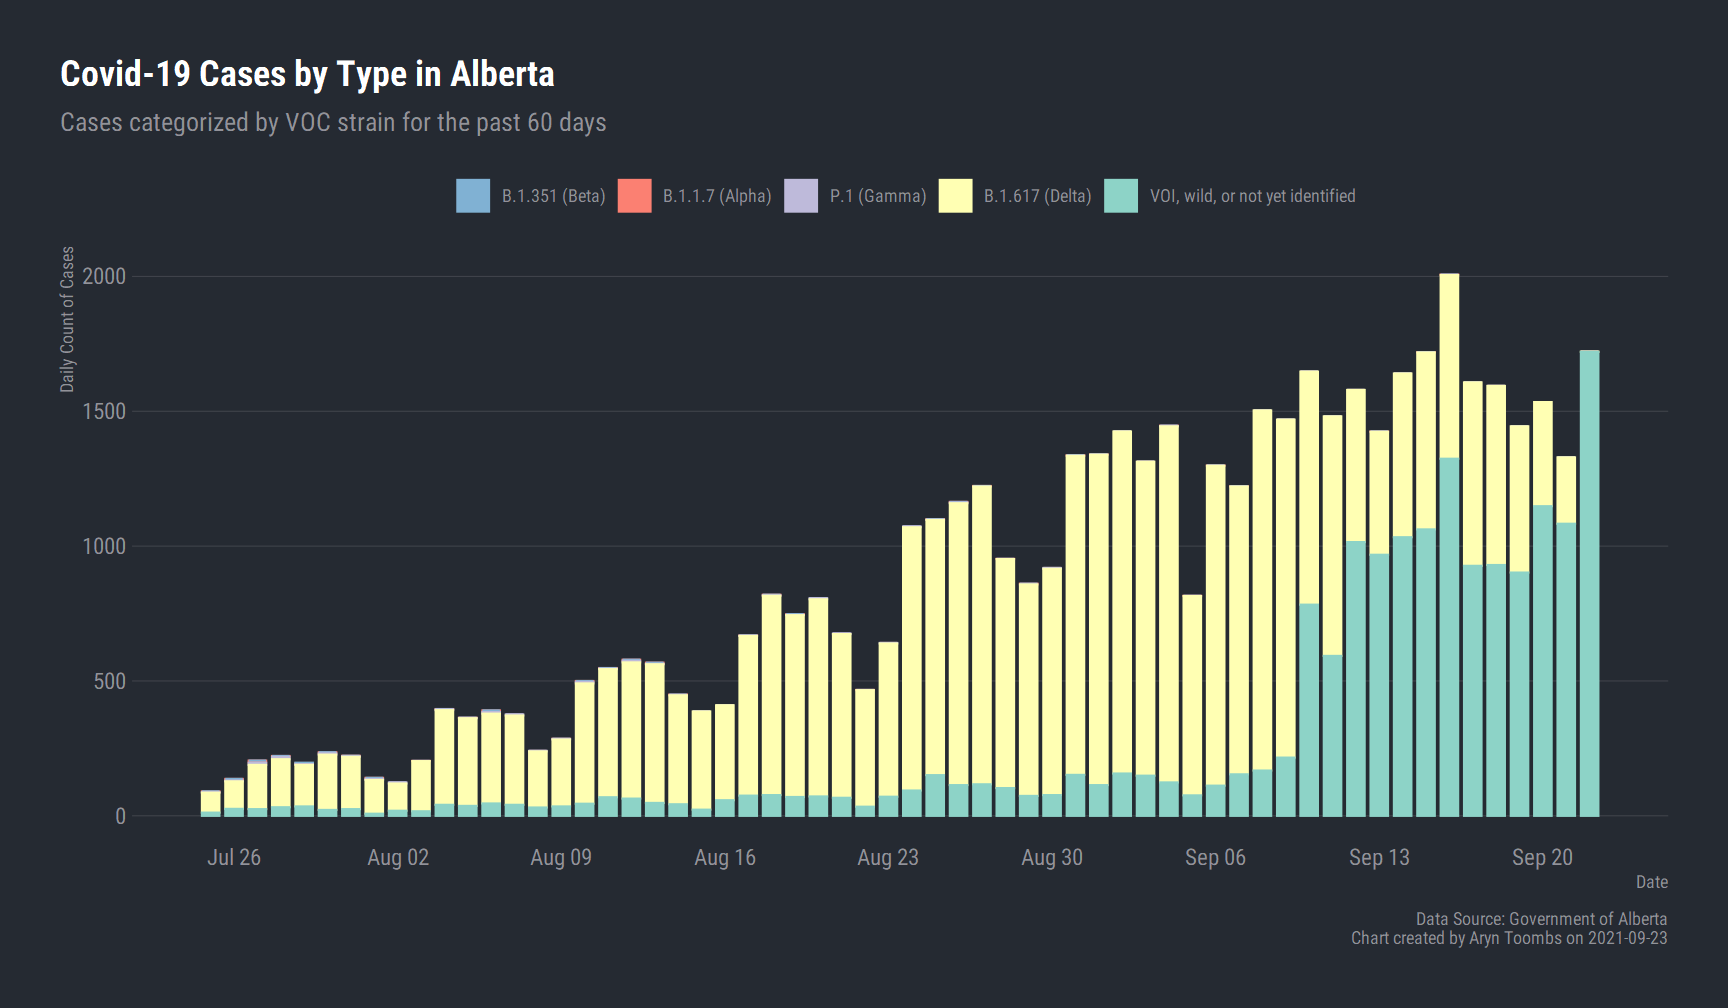 Covid-19 Cases by Type in Alberta
Cases categorized by VOC strain for the past 60 days
B.1.351 (Beta) B.1.1.7 (Alpha) P.1 (Gamma) B.1.617 (Delta) VOI, wild, or not yet identified
Daily Count of Cases
2000
1500
1000
500
0
Jul 26 Aug 02 Aug 09 Aug 16 Aug 23 Aug 30 Sep 06 Sep 13 Sep 20
Date
Data Source: Government of Alberta
Chart created by Aryn Toombs on 2021-09-23